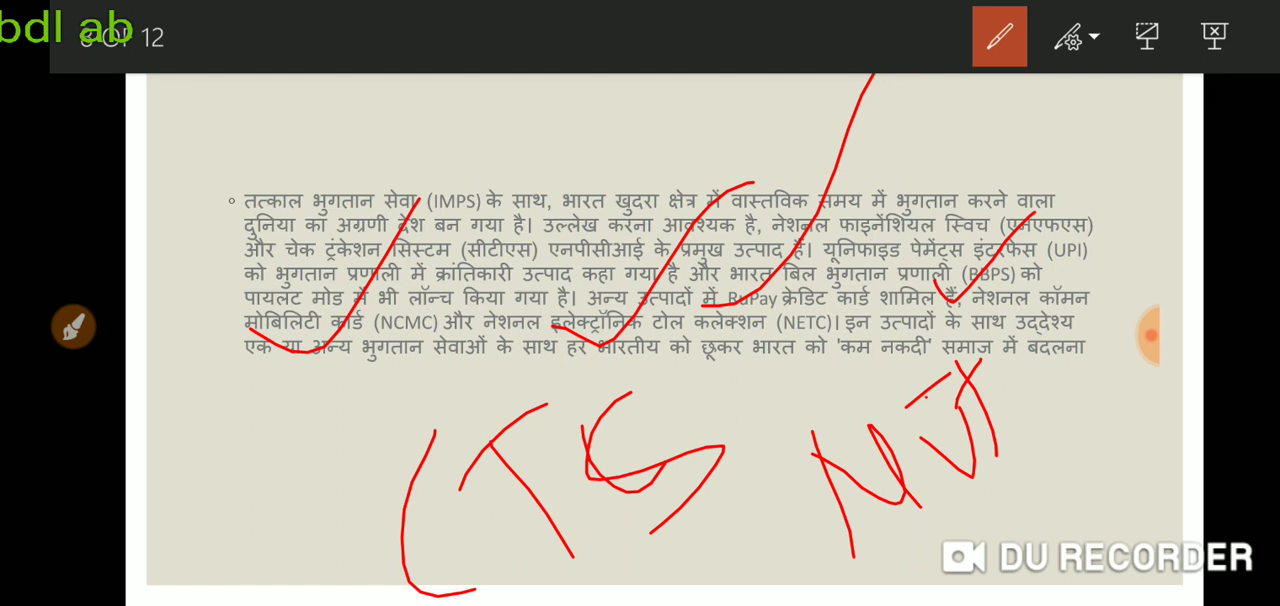 bdl ab
6 OF 12
तत्काल भुगतान सेवा (IMPS) के साथ, भारत खुदरा क्षेत्र में वास्तविक समय में भुगतान करने वाला
दुनिया का अग्रणी देश बन गया है। उल्लेख करना आवश्यक है, नेशनल फाइनेंशियल स्विच (एनएफएस)
और चेक ट्रंकेशन सिस्टम (सीटीएस) एनपीसीआई के प्रमुख उत्पाद हैं। यूनिफाइड पेमेंट्स इंटरफेस (UPI)
को भुगतान प्रणाली में क्रांतिकारी उत्पाद कहा गया है और भारत बिल भुगतान प्रणाली (BBPS) को
पायलट मोड में भी लॉन्च किया गया है। अन्य उत्पादों में RuPay क्रेडिट कार्ड शामिल हैं, नेशनल कॉमन
मोबिलिटी कार्ड (NCMC) और नेशनल इलेक्ट्रॉनिक टोल कलेक्शन (NETC)। इन उत्पादों के साथ उद्देश्य
एक या अन्य भुगतान सेवाओं के साथ हर भारतीय को छूकर भारत को 'कम नकदी' समाज में बदलना
CTS
DU RECORDER